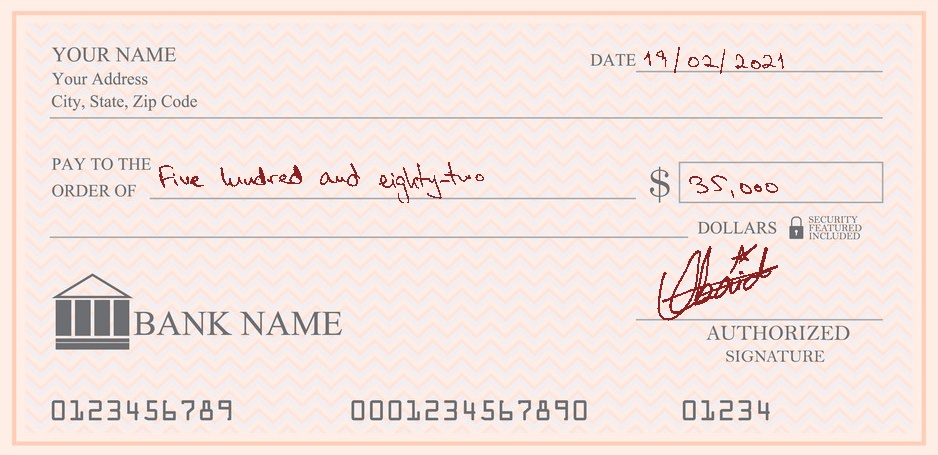 YOUR NAME
Your Address
City, State, Zip Code
DATE 19/02/2021
PAY TO THE
ORDER OF Five hundred and eighty-two
$ 35,000
DOLLARS
SECURITY
FEATURED
INCLUDED
BANK NAME
Ubaid
AUTHORIZED
SIGNATURE
0123456789 0001234567890 01234